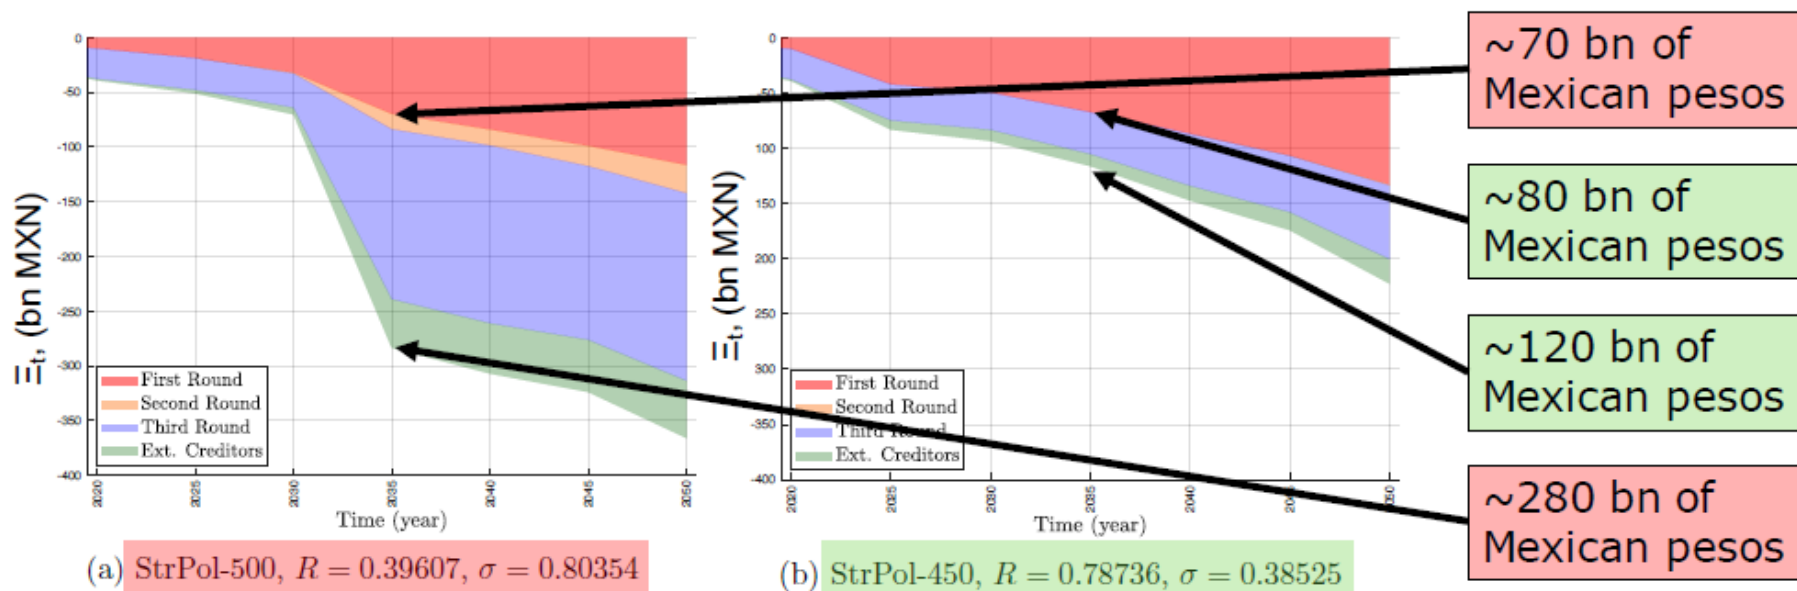 ~70 bn of
Mexican pesos
~80 bn of
Mexican pesos
~120 bn of
Mexican pesos
~280 bn of
Mexican pesos
Ξt, (bn MXN)
0
-50
-100
-150
-200
-250
-300
-350
-400
First Round
Second Round
Third Round
Ext. Creditors
2020
2025
2030
2035
2040
2045
2050
Time (year)
(a) StrPol-500, R = 0.39607, σ = 0.80354
Ξt, (bn MXN)
0
50
100
150
200
250
300
-350
-400
First Round
Second Round
Third Round
Ext. Creditors
2020
2025
2030
2035
2040
2045
2050
Time (year)
(b) StrPol-450, R = 0.78736, σ = 0.38525